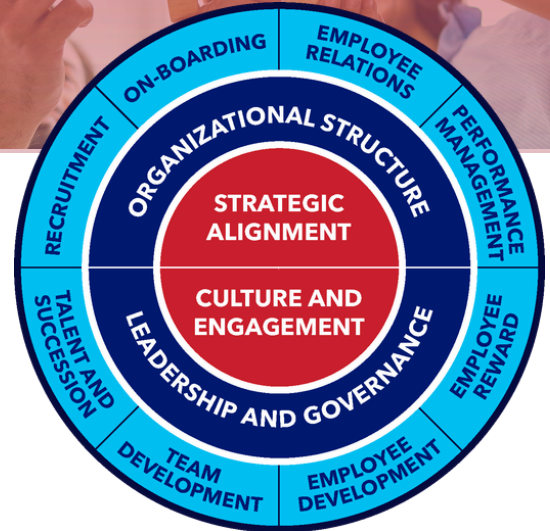 ON-BOARDING
EMPLOYEE
RELATIONS
PERFORMANCE
MANAGEMENT
EMPLOYEE
REWARD
EMPLOYEE
DEVELOPMENT
TEAM
DEVELOPMENT
TALENT AND
SUCCESSION
RECRUITMENT
ORGANIZATIONAL STRUCTURE
LEADERSHIP AND GOVERNANCE
STRATEGIC
ALIGNMENT
CULTURE AND
ENGAGEMENT